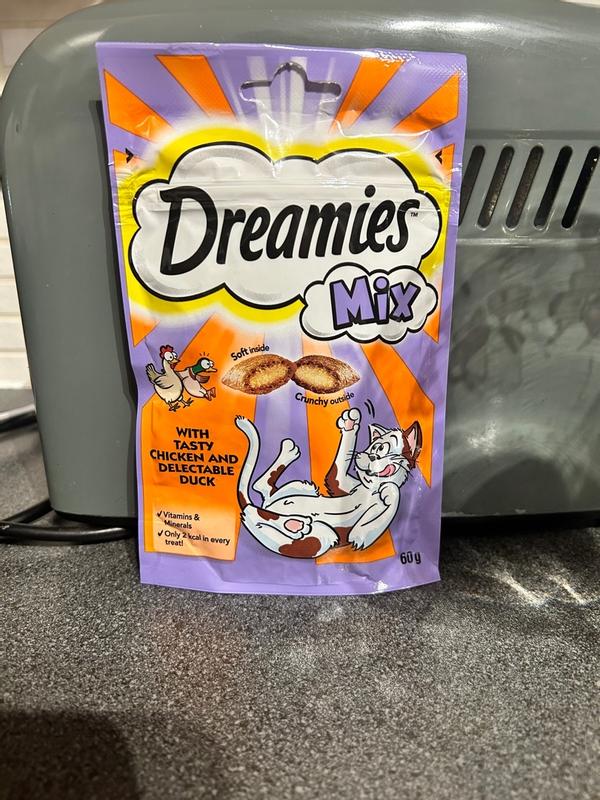 Dreamies™
Mix
Soft inside
Crunchy outside
WITH
TASTY
CHICKEN AND
DELECTABLE
DUCK
✓Vitamins &
Minerals
✓Only 2 kcal in every
treat!
60g